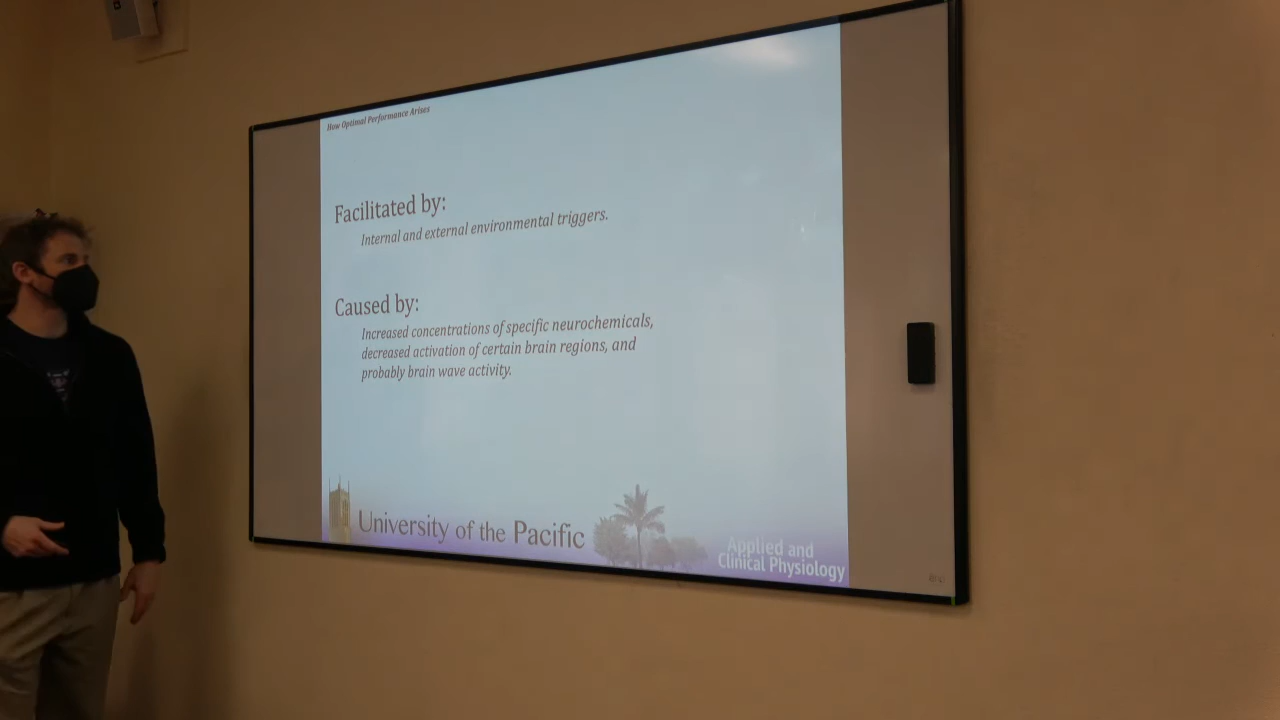 How Optimal Performance Arises
Facilitated by:
Internal and external environmental triggers.
Caused by:
Increased concentrations of specific neurochemicals,
decreased activation of certain brain regions, and
probably brain wave activity.
University of the Pacific
Applied and
Clinical Physiology